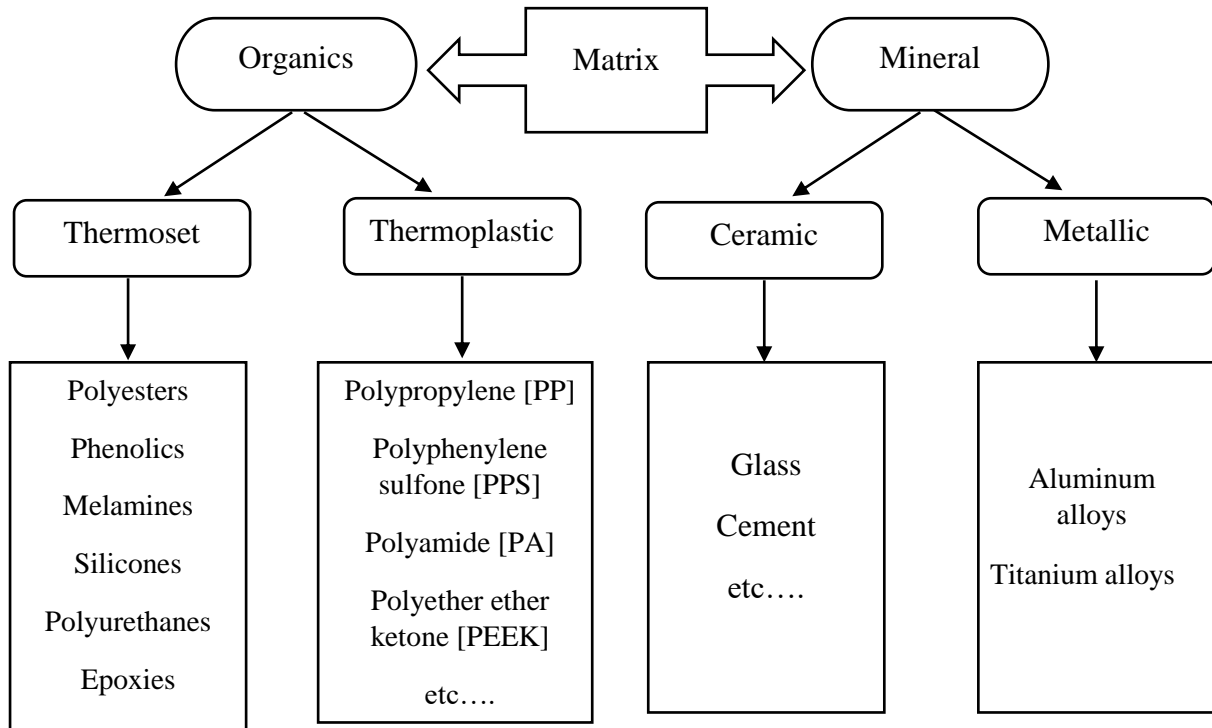 Organics
Matrix
Mineral
Thermoset
Thermoplastic
Ceramic
Metallic
Polyesters
Phenolics
Melamines
Silicones
Polyurethanes
Epoxies
Polypropylene [PP]
Polyphenylene
sulfone [PPS]
Polyamide [PA]
Polyether ether
ketone [PEEK]
etc….
Glass
Cement
etc….
Aluminum
alloys
Titanium alloys